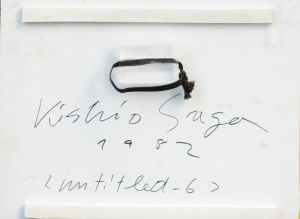 Kishio Suga
1982
<untitled-6>